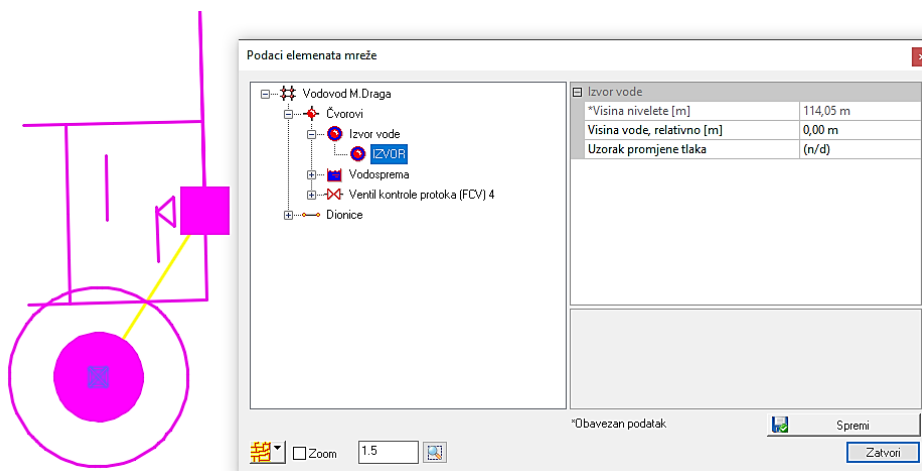 Podaci elemenata mreže
Vodovod M.Draga
Čvorovi
Izvor vode
IZVOR
Vodosprema
Ventil kontrole protoka (FCV) 4
Dionice
Izvor vode
*Visina nivelete [m] 114,05 m
Visina vode, relativno [m] 0,00 m
Uzorak promjene tlaka (n/d)
*Obavezan podatak
Spremi
Zoom 1.5
Zatvori